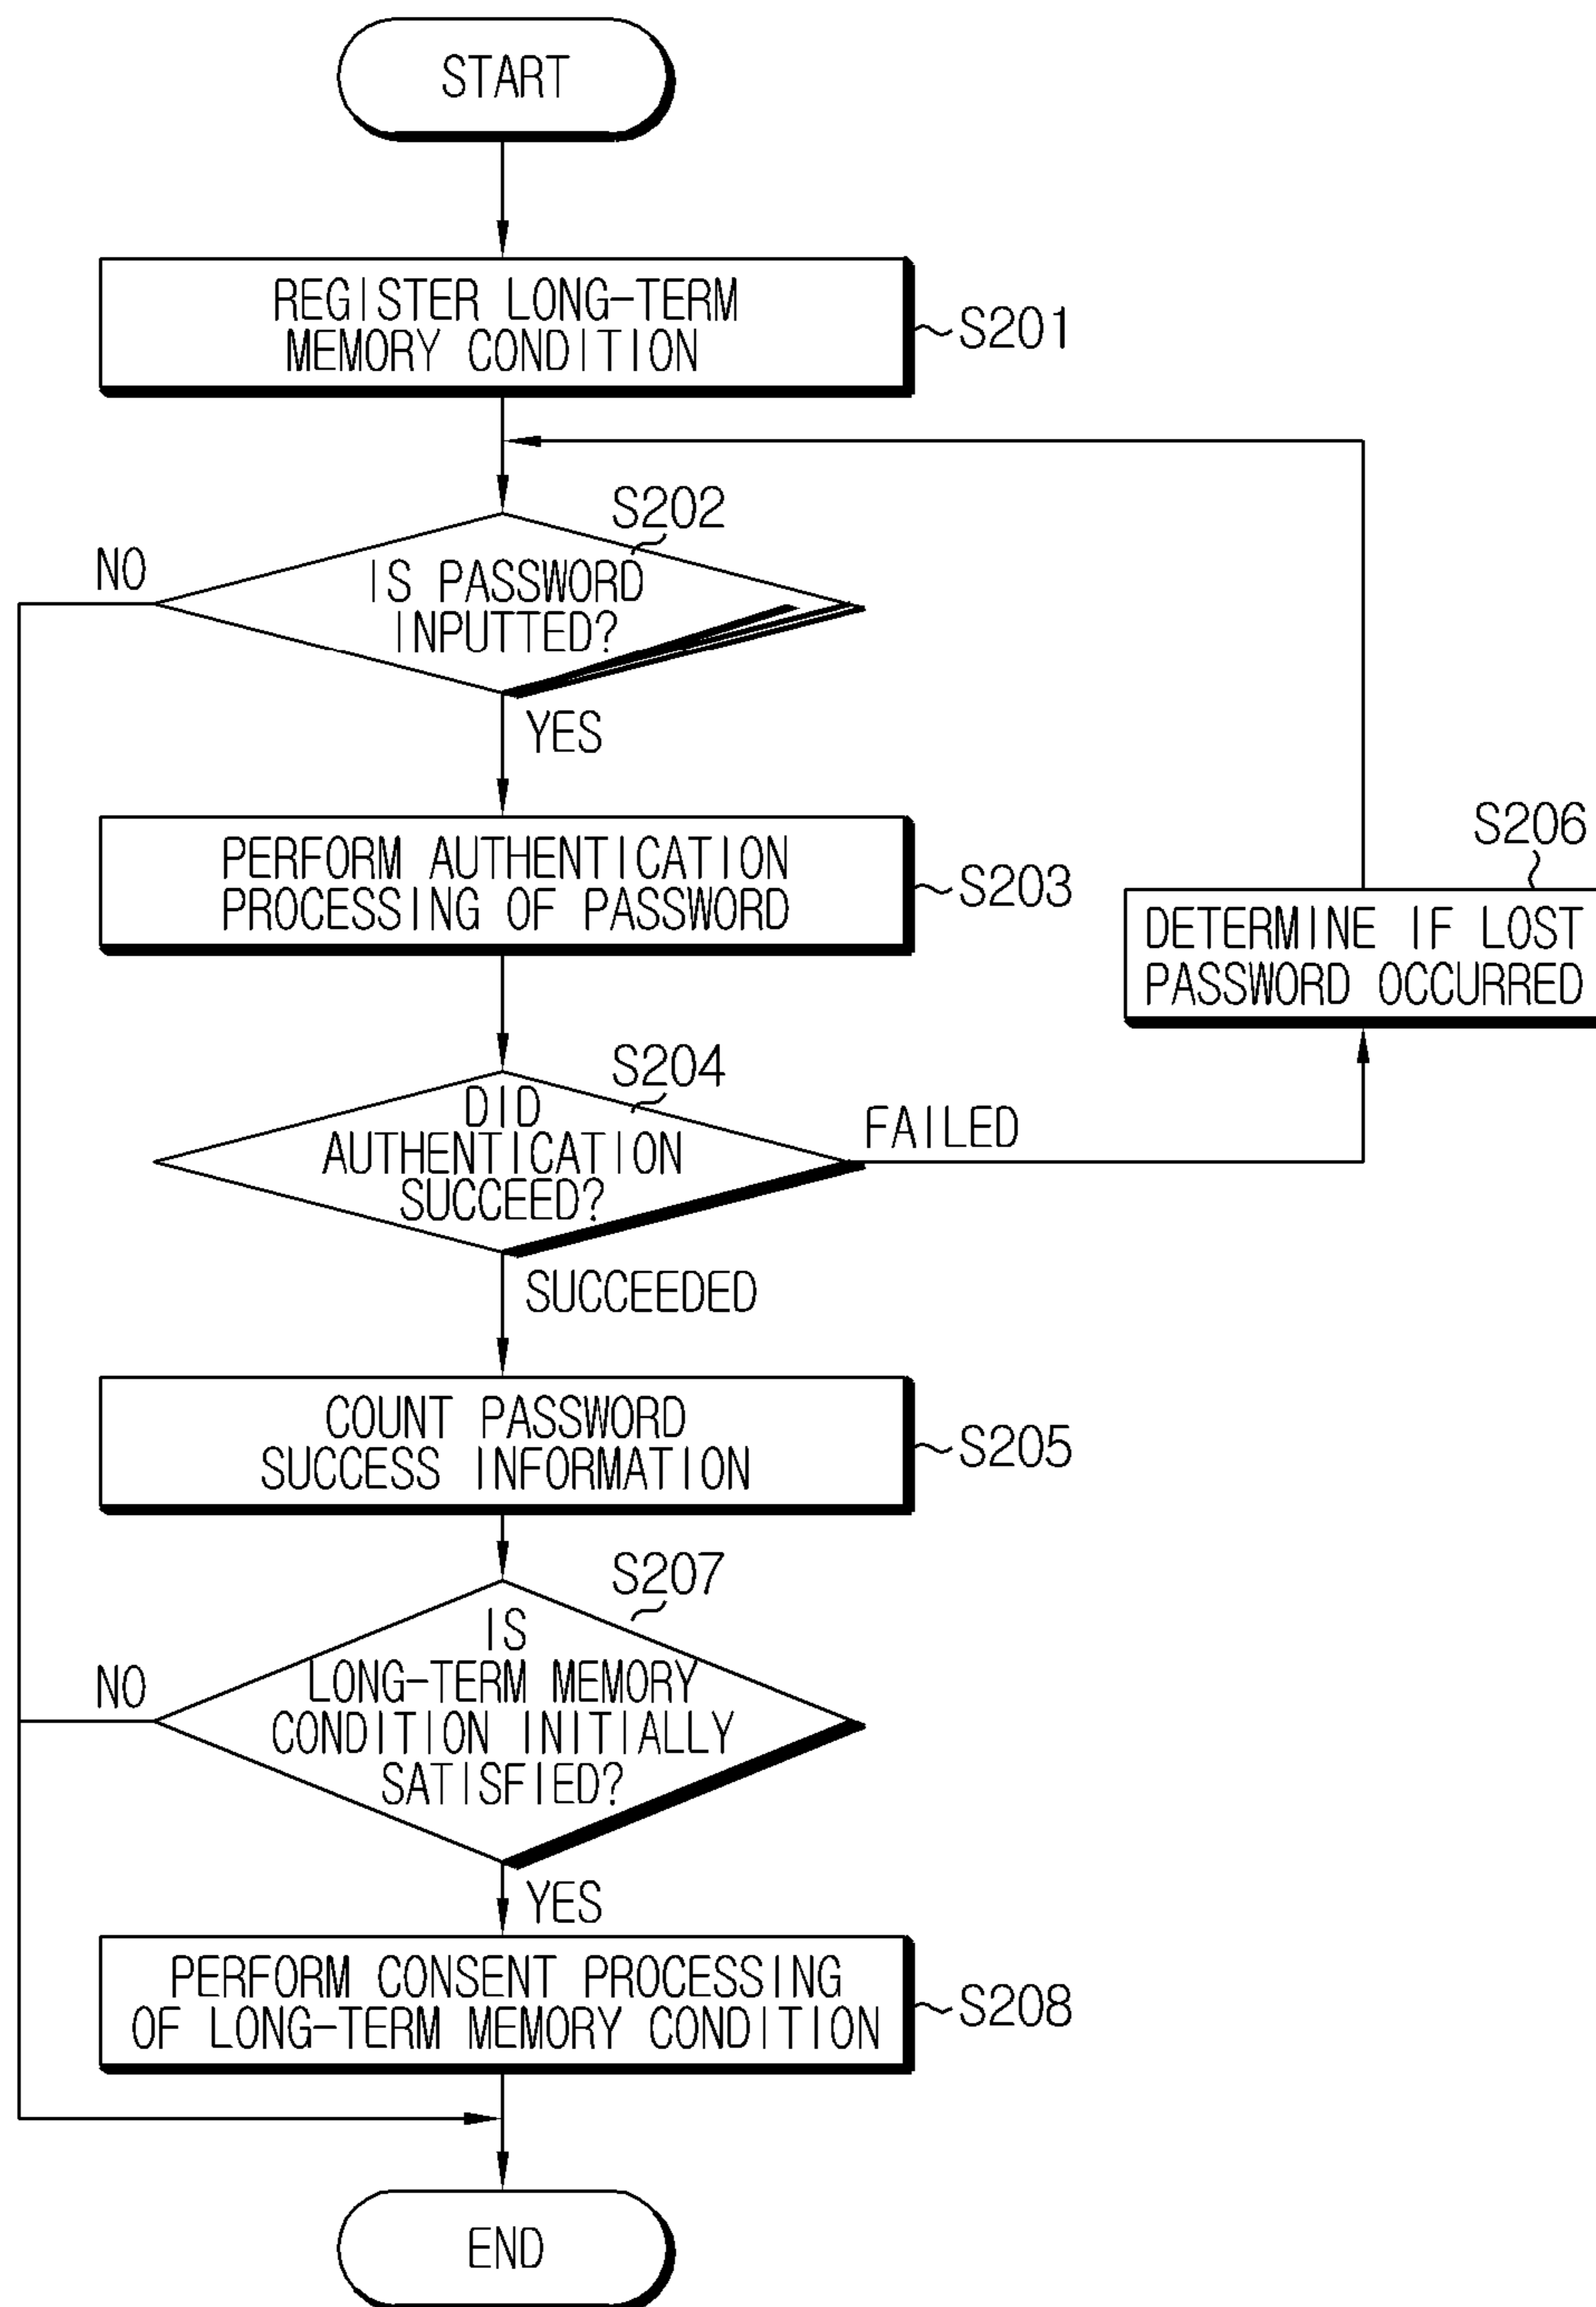 START
REGISTER LONG-TERM
MEMORY CONDITION
S201
S202
NO
IS PASSWORD
INPUTTED?
YES
PERFORM AUTHENTICATION
PROCESSING OF PASSWORD
S203
S206
DETERMINE IF LOST
PASSWORD OCCURRED
S204
DID
AUTHENTICATION
SUCCEED?
FAILED
SUCCEEDED
COUNT PASSWORD
SUCCESS INFORMATION
S205
S207
IS
LONG-TERM MEMORY
CONDITION INITIALLY
SATISFIED?
NO
YES
PERFORM CONSENT PROCESSING
OF LONG-TERM MEMORY CONDITION
S208
END